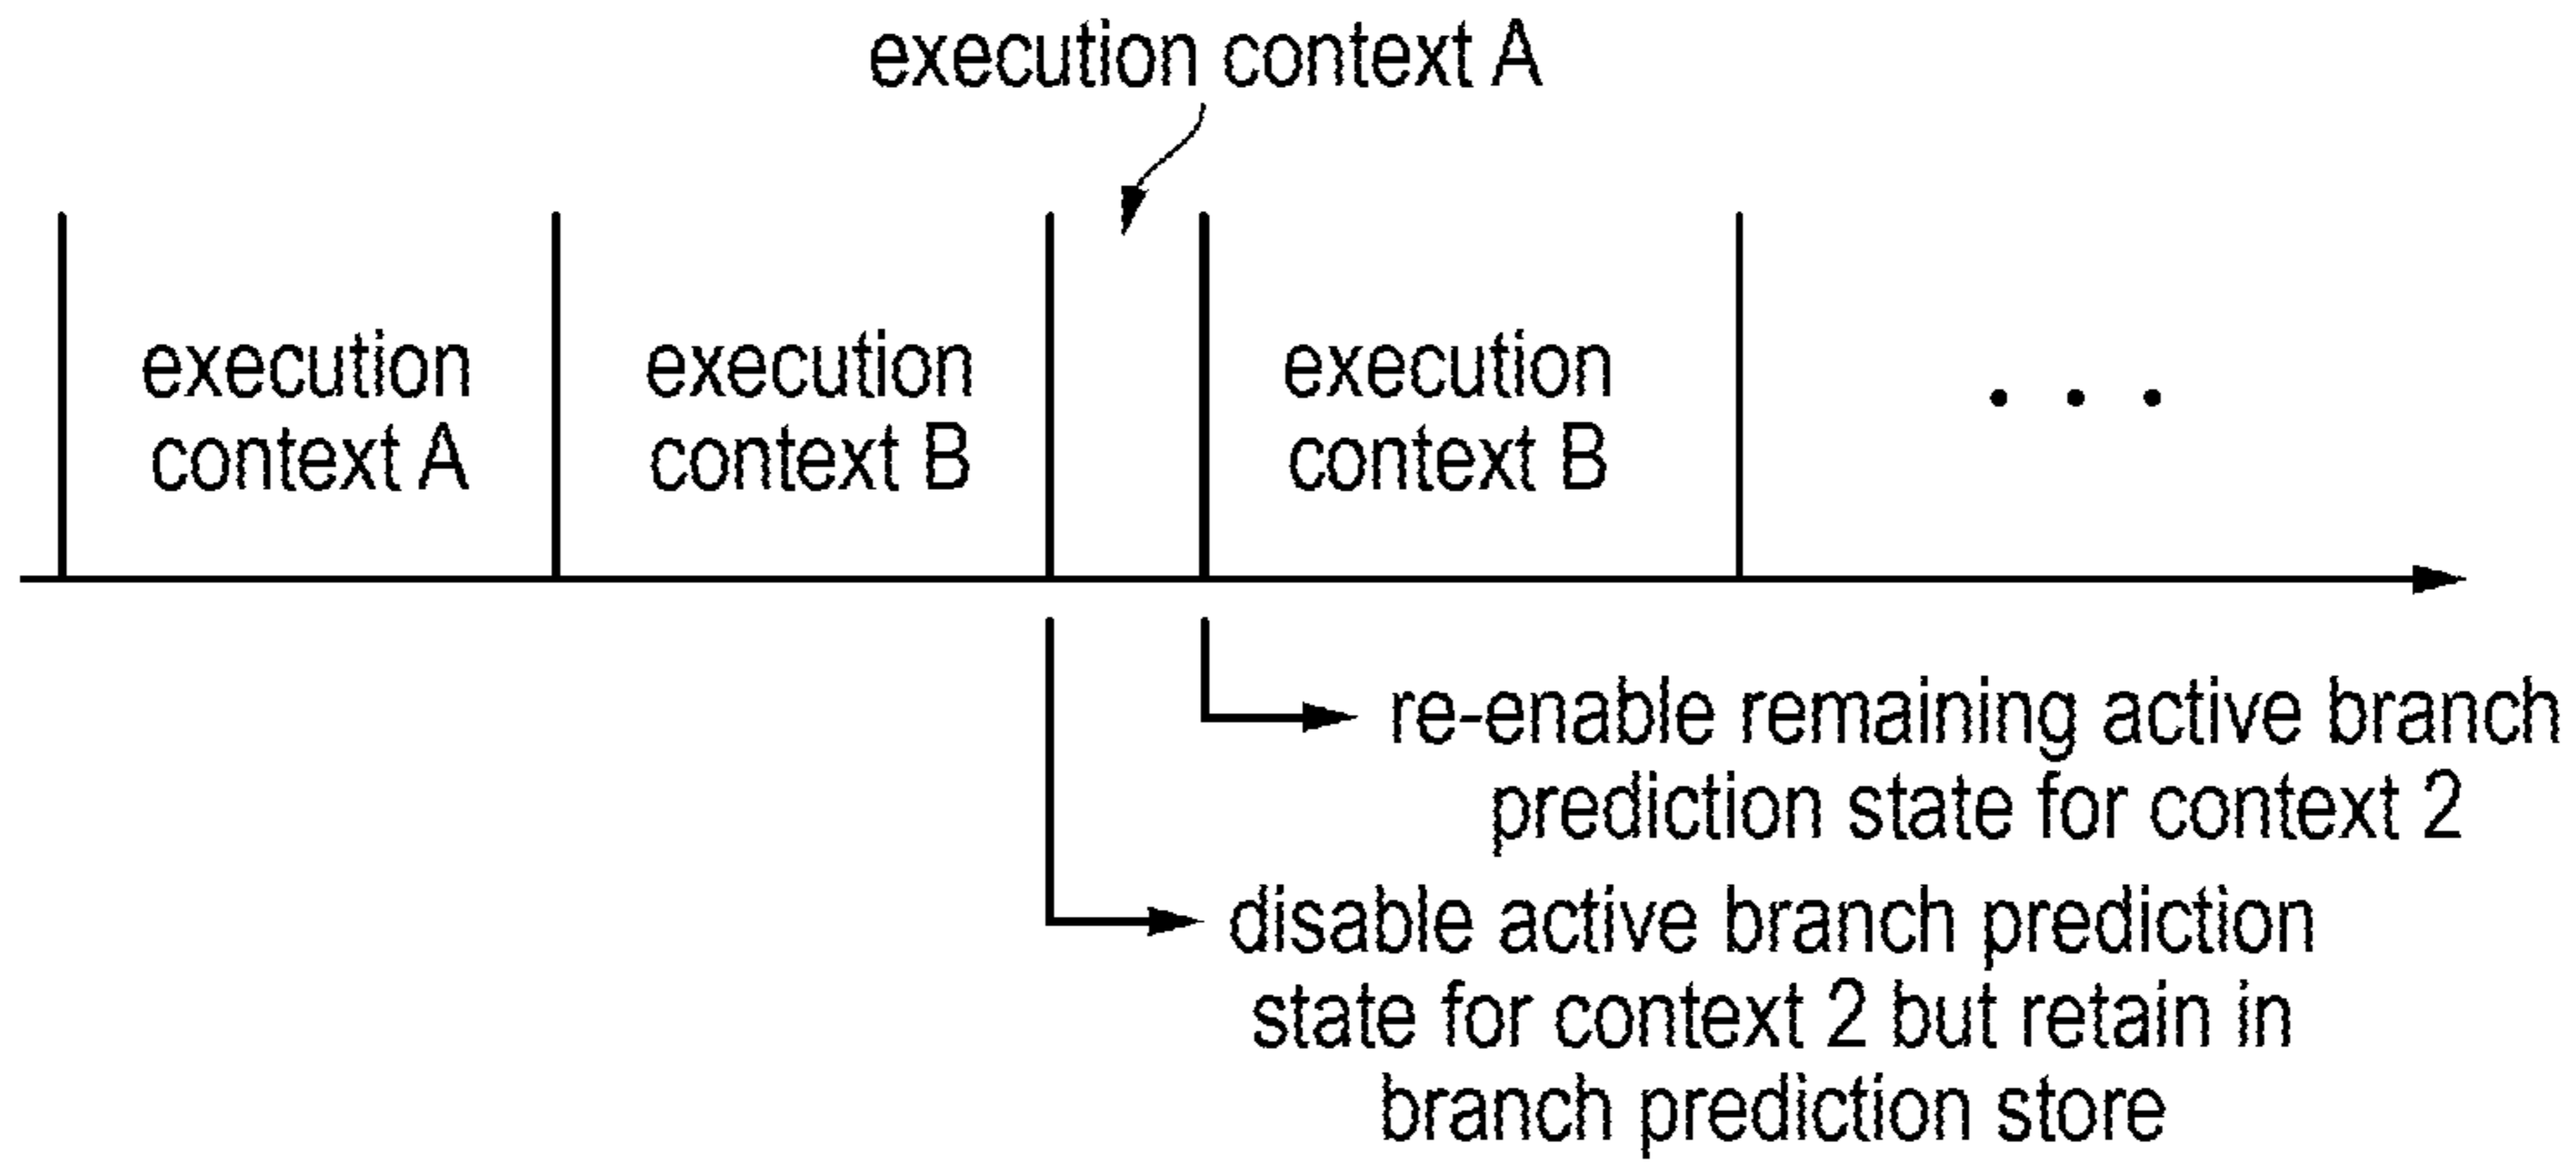 execution context A
execution
context A
execution
context B
execution
context B
. . .
re-enable remaining active branch
prediction state for context 2
disable active branch prediction
state for context 2 but retain in
branch prediction store